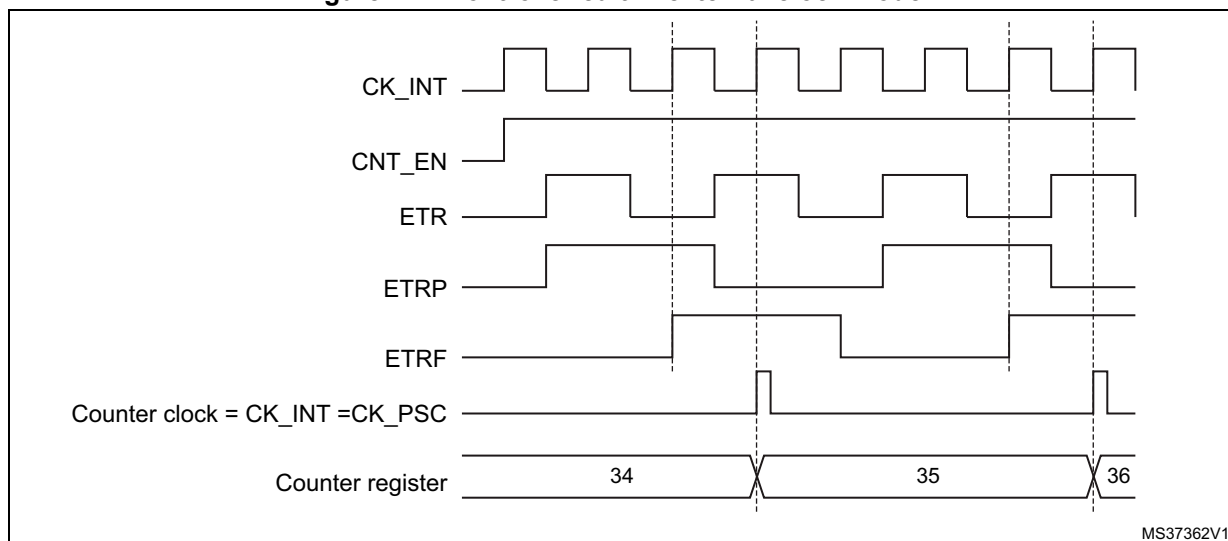 CK_INT
CNT_EN
ETR
ETRP
ETRF
Counter clock = CK_INT =CK_PSC
Counter register
34
35
36
MS37362V1